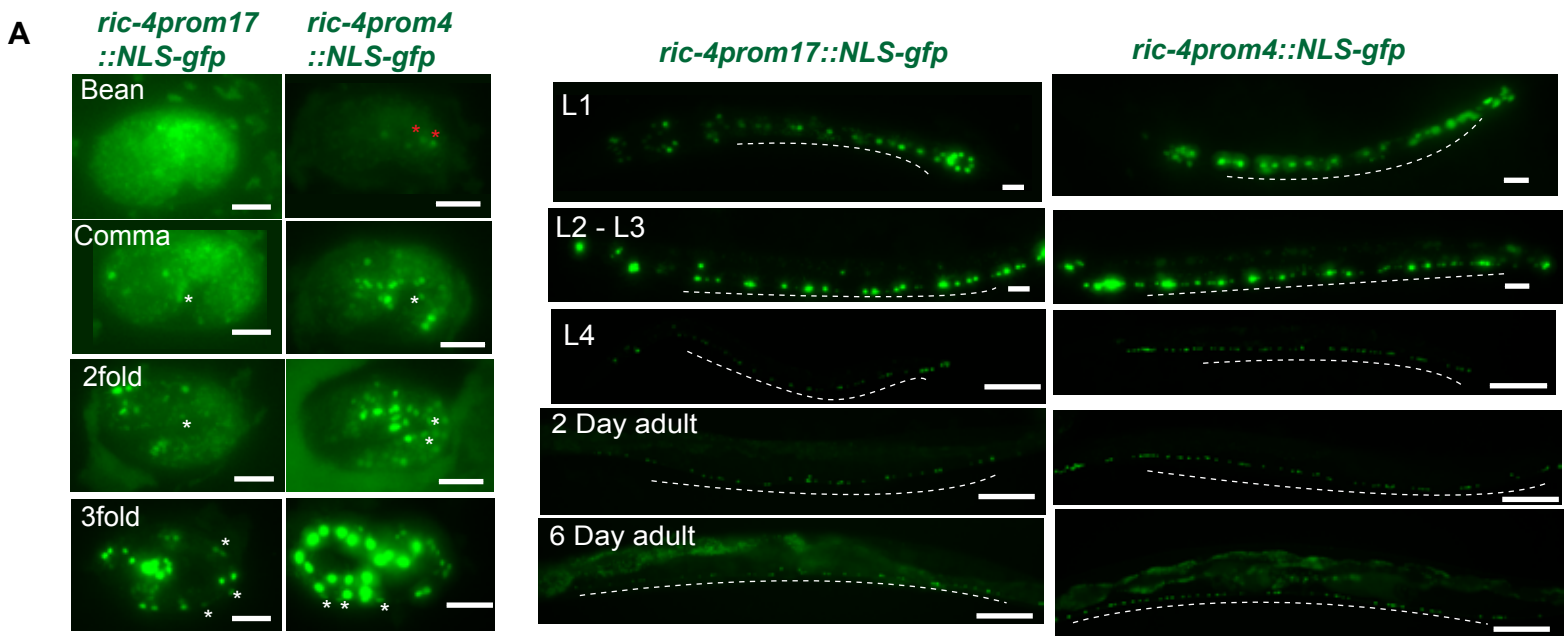 A
ric-4prom17
::NLS-gfp
ric-4prom4
::NLS-gfp
Bean
* *
Comma
*
*
2fold
*
*
*
3fold
*
*
*
* * *
ric-4prom17::NLS-gfp
ric-4prom4::NLS-gfp
L1
L2 - L3
L4
2 Day adult
6 Day adult